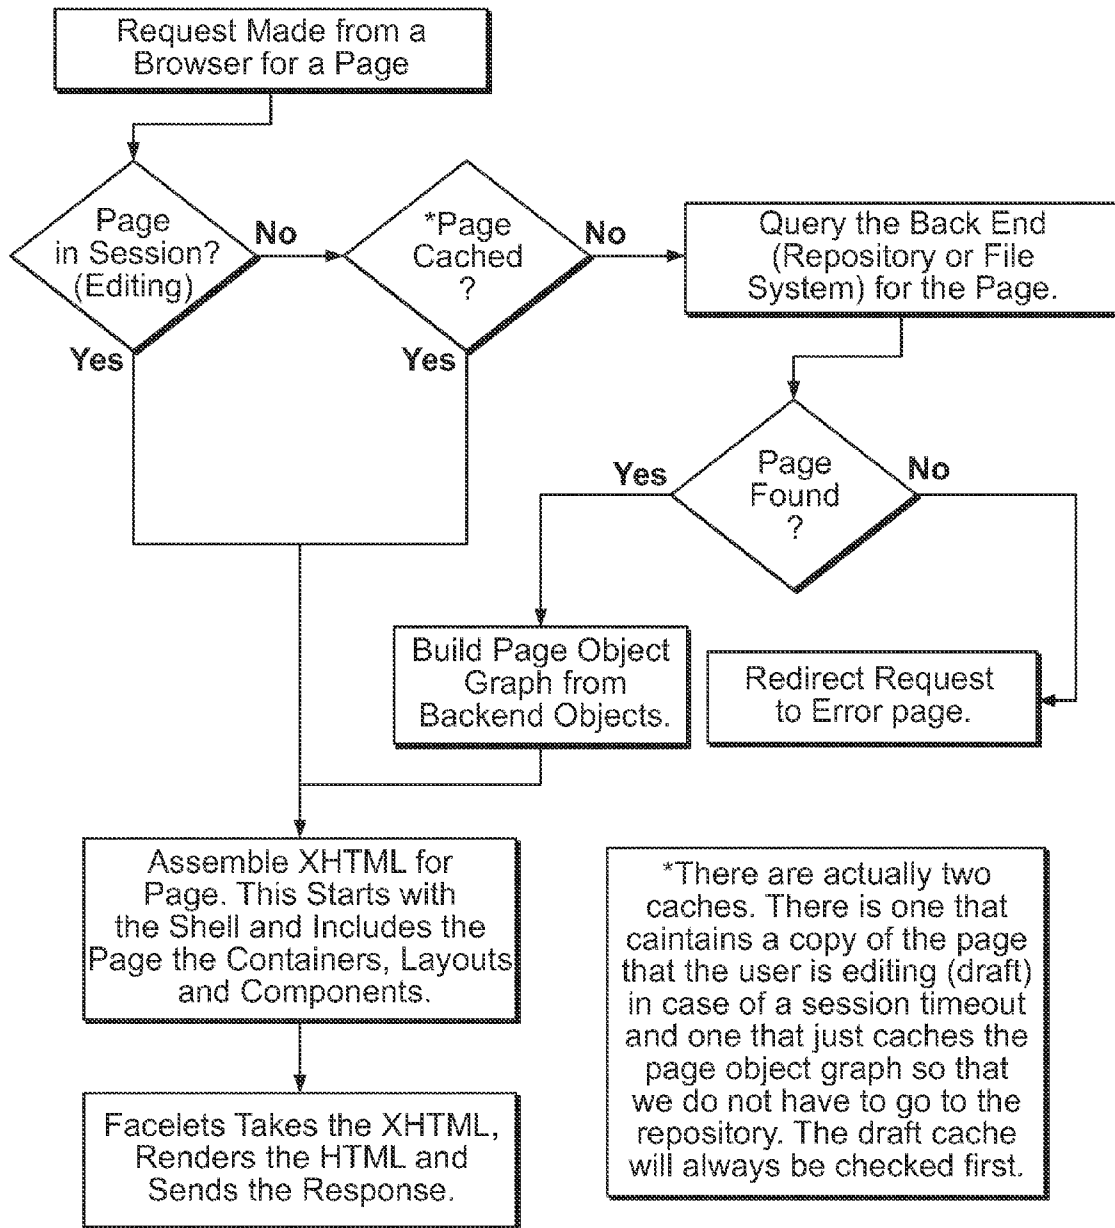 Request Made from a
Browser for a Page
Page
in Session?
(Editing)
No
*Page
Cached
?
No
Query the Back End
(Repository or File
System) for the Page.
Yes
Yes
Yes
Page
Found
?
No
Build Page Object
Graph from
Backend Objects.
Redirect Request
to Error page.
Assemble XHTML for
Page. This Starts with
the Shell and Includes the
Page the Containers, Layouts
and Components.
*There are actually two
caches. There is one that
caintains a copy of the page
that the user is editing (draft)
in case of a session timeout
and one that just caches the
page object graph so that
we do not have to go to the
repository. The draft cache
will always be checked first.
Facelets Takes the XHTML,
Renders the HTML and
Sends the Response.